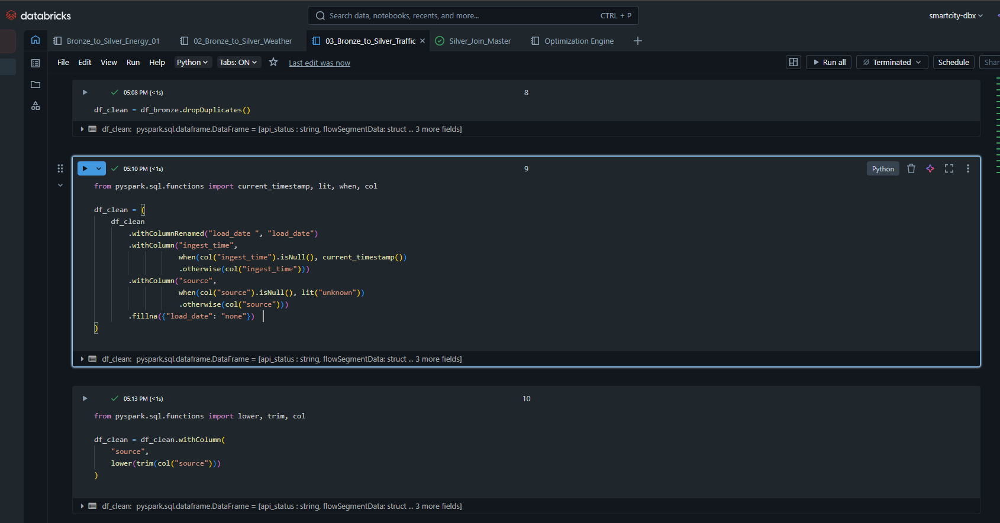 databricks
Search data, notebooks, recents, and more...
CTRL + P
smartcity-dbx
Bronze_to_Silver_Energy_01
02_Bronze_to_Silver_Weather
03_Bronze_to_Silver_Traffic
Silver_Join_Master
Optimization Engine
File Edit View Run Help Python Tabs: ON Last edit was now
Run all
Terminated
Schedule
Shar
05:08 PM (<1s)
8
df_clean = df_bronze.dropDuplicates()
df_clean: pyspark.sql.dataframe.DataFrame = [api_status : string, flowSegmentData: struct ... 3 more fields]
05:10 PM (<1s)
9
Python
from pyspark.sql.functions import current_timestamp, lit, when, col
df_clean = (
df_clean
.withColumnRenamed("load_date ", "load_date")
.withColumn("ingest_time",
when(col("ingest_time").isNull(), current_timestamp())
.otherwise(col("ingest_time")))
.withColumn("source",
when(col("source").isNull(), lit("unknown"))
.otherwise(col("source")))
.fillna({"load_date": "none"})
)
df_clean: pyspark.sql.dataframe.DataFrame = [api_status : string, flowSegmentData: struct ... 3 more fields]
05:13 PM (<1s)
10
from pyspark.sql.functions import lower, trim, col
df_clean = df_clean.withColumn(
"source",
lower(trim(col("source")))
)
df_clean: pyspark.sql.dataframe.DataFrame = [api_status : string, flowSegmentData: struct ... 3 more fields]